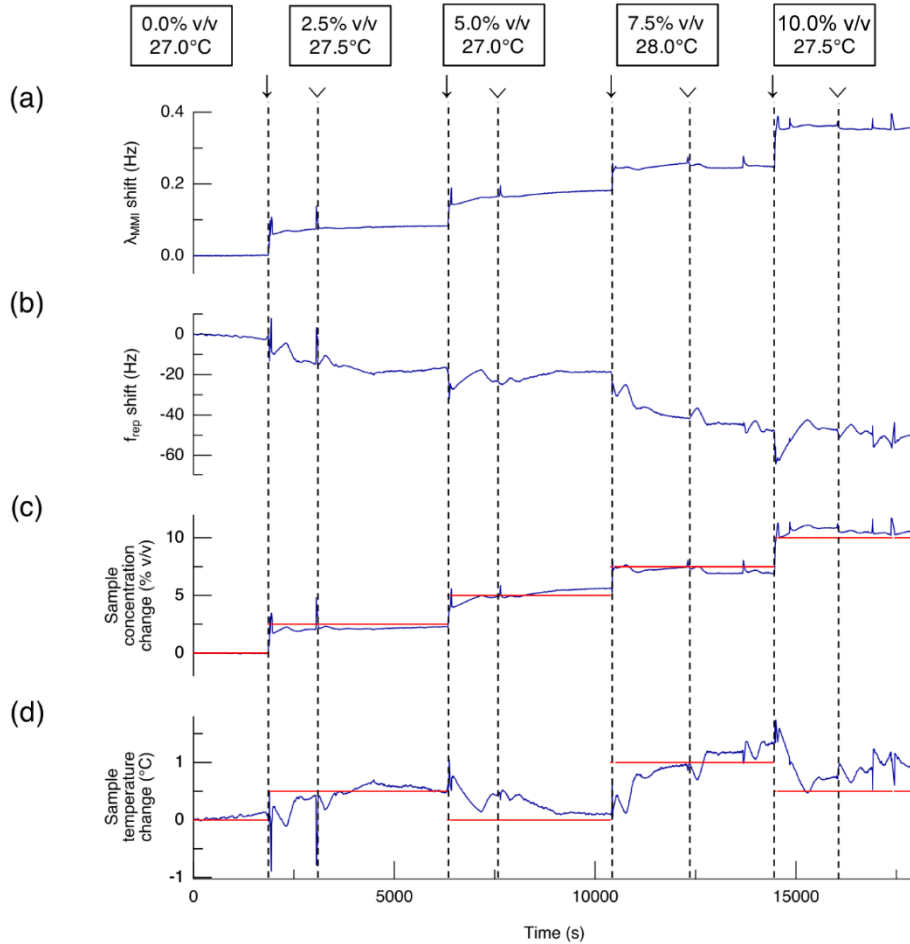 0.0% v/v
27.0°C
2.5% v/v
27.5°C
5.0% v/v
27.0°C
7.5% v/v
28.0°C
10.0% v/v
27.5°C
(a)
0.4
0.2
0.0
λMMI shift (Hz)
(b)
0
-20
-40
-60
frep shift (Hz)
(c)
10
5
0
Sample
concentration
change (% v/v)
(d)
1
0
-1
Sample
temperature
change (°C)
0
5000
10000
15000
Time (s)